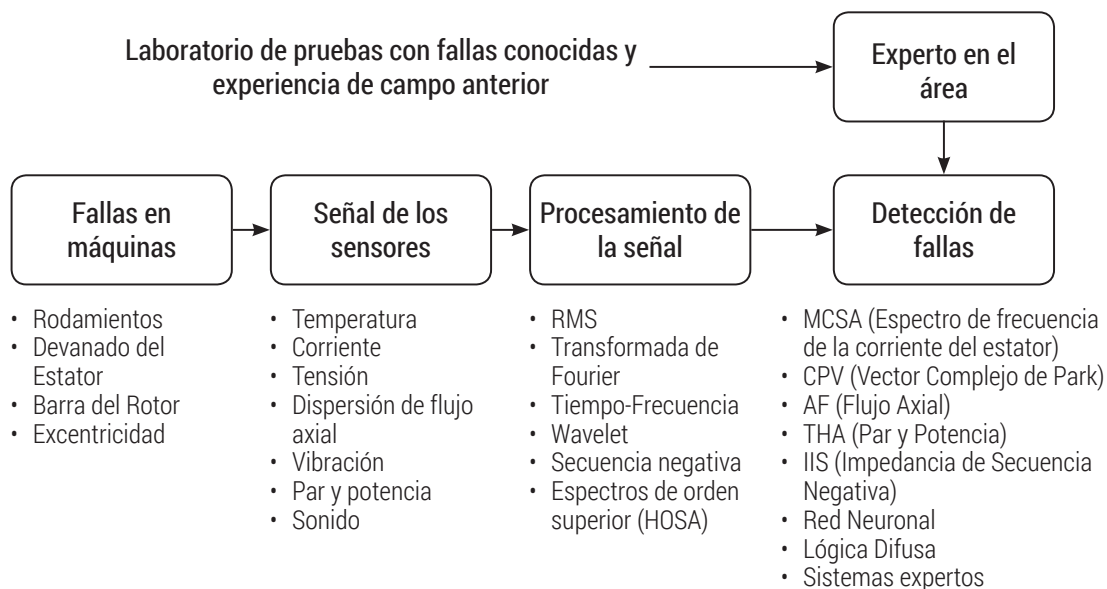 Laboratorio de pruebas con fallas conocidas y
experiencia de campo anterior
Experto en el
área
Fallas en
máquinas
Señal de los
sensores
Procesamiento de
la señal
Detección de
fallas
• Rodamientos
• Devanado del
Estator
• Barra del Rotor
• Excentricidad
• Temperatura
• Corriente
• Tensión
• Dispersión de flujo
axial
• Vibración
• Par y potencia
• Sonido
• RMS
• Transformada de
Fourier
• Tiempo-Frecuencia
• Wavelet
• Secuencia negativa
• Espectros de orden
superior (HOSA)
• MCSA (Espectro de frecuencia
de la corriente del estator)
• CPV (Vector Complejo de Park)
• AF (Flujo Axial)
• THA (Par y Potencia)
• IIS (Impedancia de Secuencia
Negativa)
• Red Neuronal
• Lógica Difusa
• Sistemas expertos